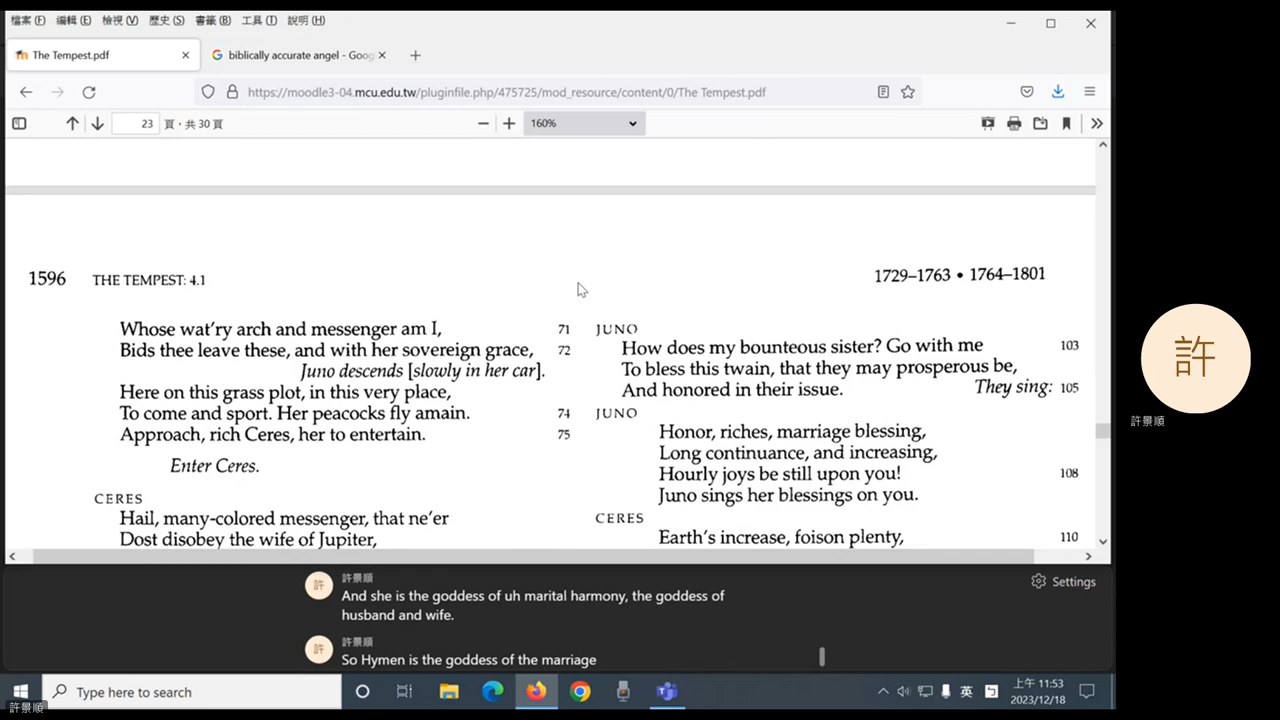 檔案(F) 編輯(E) 檢視(V) 歷史(S) 書籤(B) 工具(T) 說明(H)
The Tempest.pdf
biblically accurate angel - Goog
https://moodle3-04.mcu.edu.tw/pluginfile.php/475725/mod_resource/content/0/The Tempest.pdf
23 頁，共 30 頁
160%
1596 THE TEMPEST: 4.1
1729–1763 • 1764–1801
Whose wat'ry arch and messenger am I, 71
Bids thee leave these, and with her sovereign grace, 72
Juno descends [slowly in her car].
Here on this grass plot, in this very place,
To come and sport. Her peacocks fly amain. 74
Approach, rich Ceres, her to entertain. 75
Enter Ceres.
CERES
Hail, many-colored messenger, that ne'er
Dost disobey the wife of Jupiter,
JUNO
How does my bounteous sister? Go with me 103
To bless this twain, that they may prosperous be,
And honored in their issue. They sing: 105
JUNO
Honor, riches, marriage blessing,
Long continuance, and increasing,
Hourly joys be still upon you! 108
Juno sings her blessings on you.
CERES
Earth's increase, foison plenty, 110
許
許景順
許
許景順
And she is the goddess of uh marital harmony, the goddess of
husband and wife.
許
許景順
So Hymen is the goddess of the marriage
Settings
Type here to search
英
上午 11:53
2023/12/18
許景順